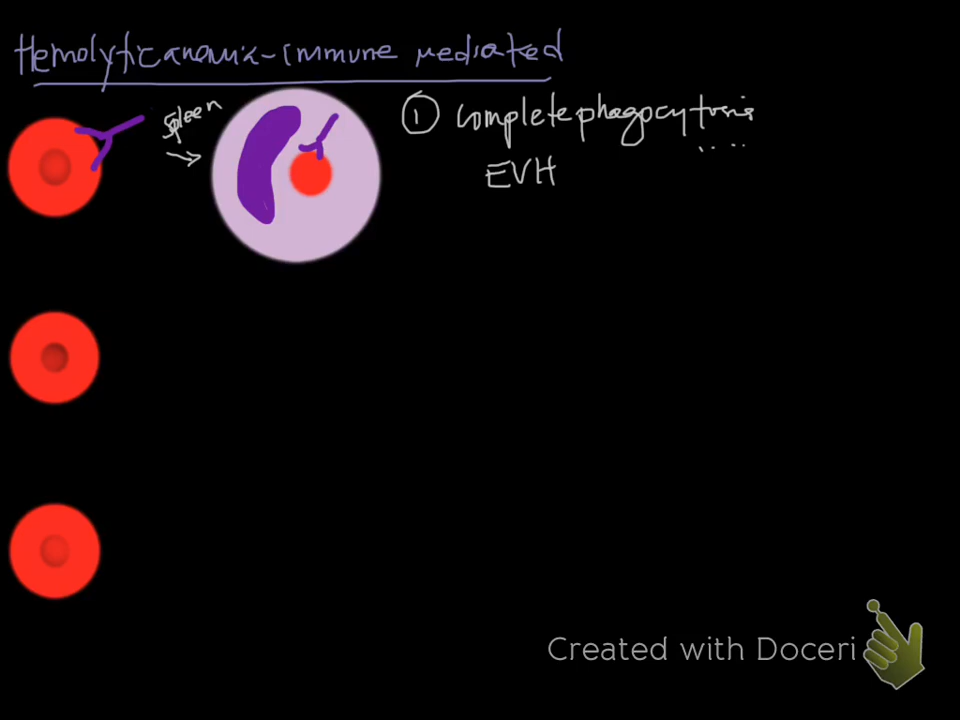 Hemolytic anemia - immune mediated
spleen
① complete phagocytosis
EVH
Created with Doceri